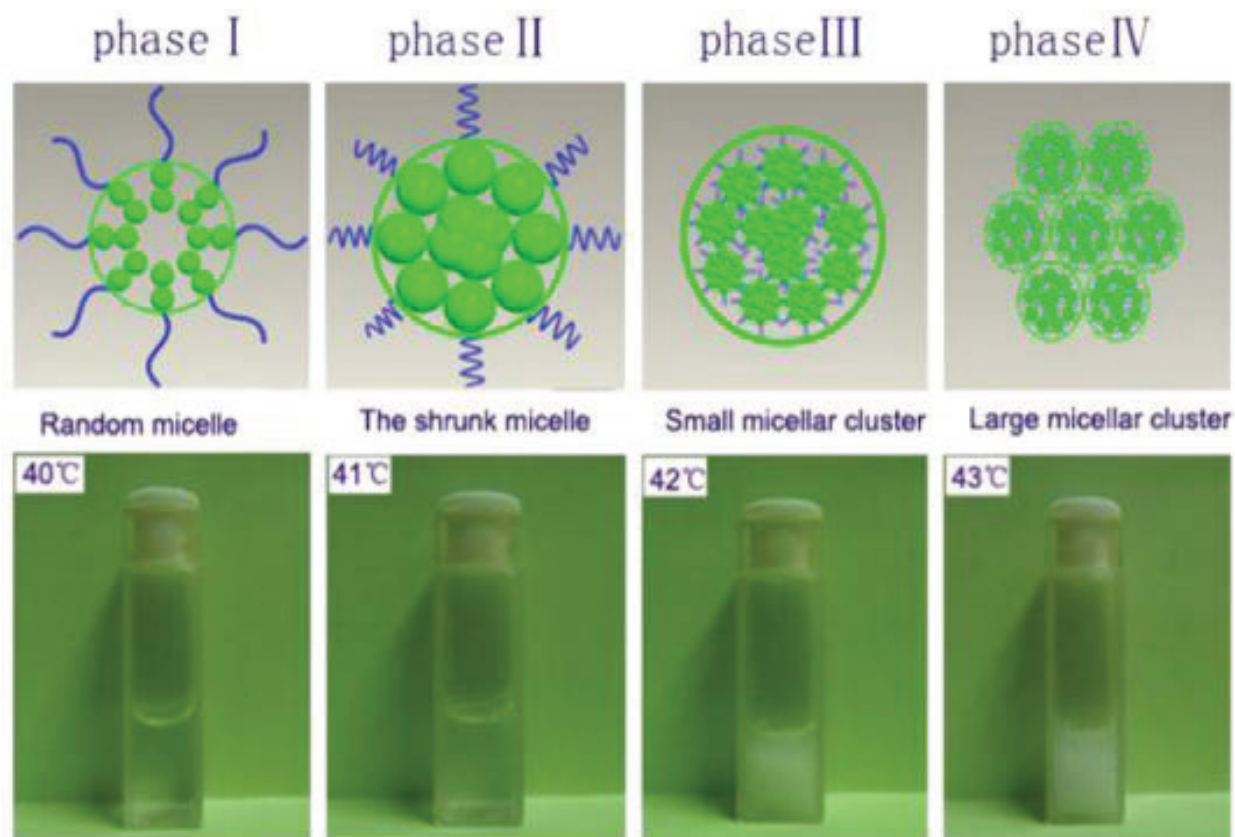 phase I
phase II
phaseIII
phaseIV
Random micelle
The shrunk micelle
Small micellar cluster
Large micellar cluster
40℃
41℃
42℃
43℃